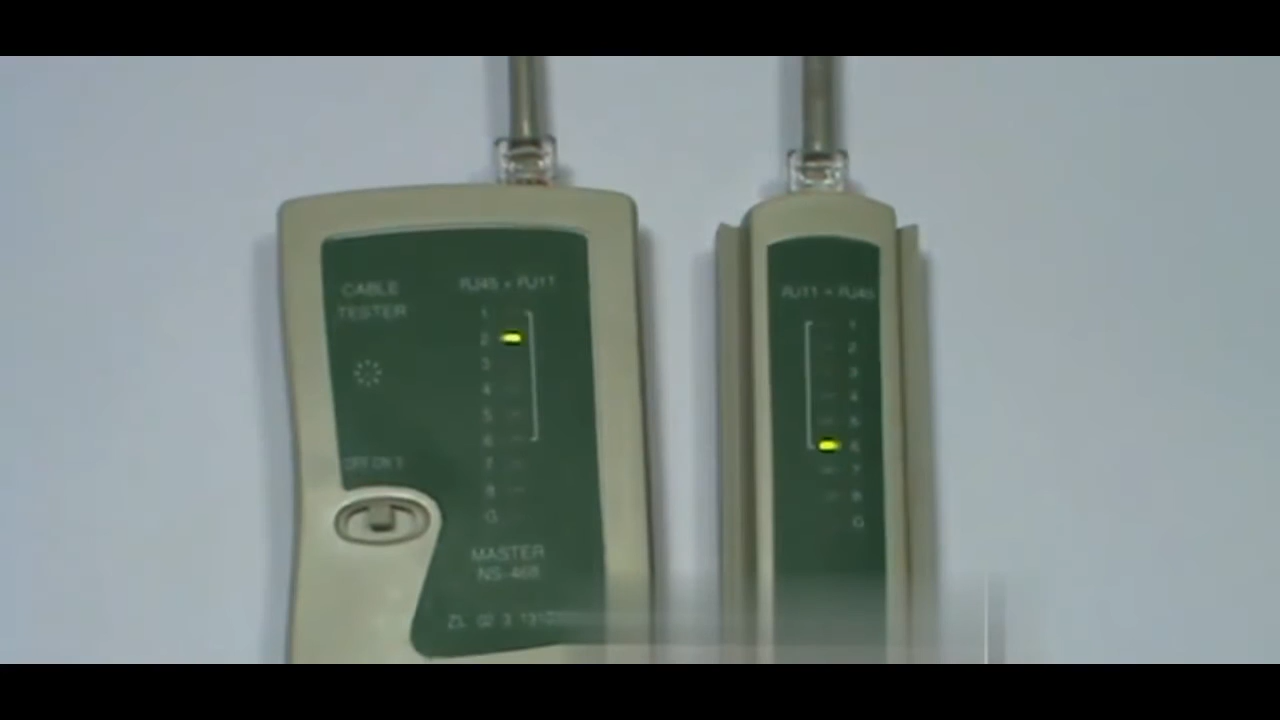 CABLE
TESTER
RJ45 + RJ11
1
2
3
4
5
6
7
8
G
OFF ON
MASTER
NS-468
RJ11 + RJ45
1
2
3
4
5
6
7
8
G